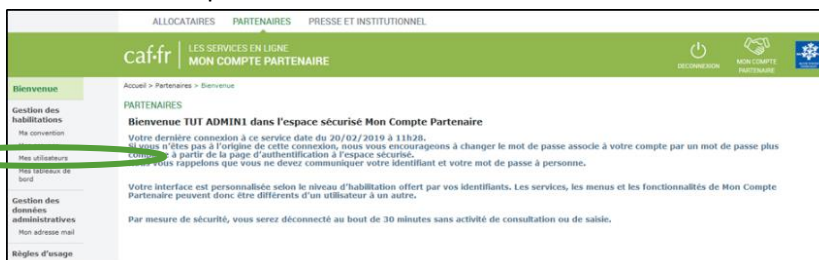 ALLOCATAIRES PARTENAIRES PRESSE ET INSTITUTIONNEL
caf.fr LES SERVICES EN LIGNE
MON COMPTE PARTENAIRE
DECONNEXION
MON COMPTE
PARTENAIRE
Bienvenue
Gestion des
habilitations
Ma convention
Mes utilisateurs
Mes tableaux de
bord
Gestion des
données
administratives
Mon adresse mail
Règles d'usage
Accueil > Partenaires > Bienvenue
PARTENAIRES
Bienvenue TUT ADMIN1 dans l'espace sécurisé Mon Compte Partenaire
Votre dernière connexion à ce service date du 20/02/2019 à 11h28.
Si vous n'êtes pas à l'origine de cette connexion, nous vous encourageons à changer le mot de passe associé à votre compte par un mot de passe plus
à partir de la page d'authentification à l'espace sécurisé.
vous rappelons que vous ne devez communiquer votre identifiant et votre mot de passe à personne.
Votre interface est personnalisée selon le niveau d'habilitation offert par vos identifiants. Les services, les menus et les fonctionnalités de Mon Compte
Partenaire peuvent donc être différents d'un utilisateur à un autre.
Par mesure de sécurité, vous serez déconnecté au bout de 30 minutes sans activité de consultation ou de saisie.